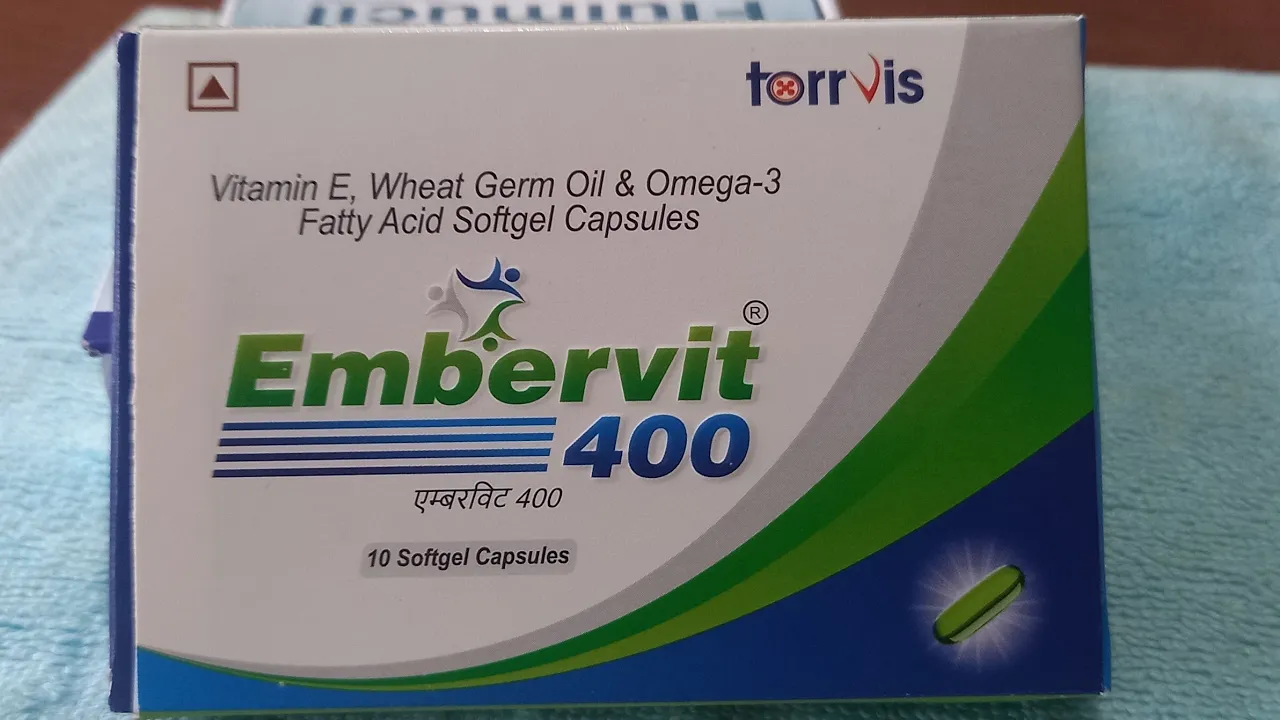 torrvis
Vitamin E, Wheat Germ Oil & Omega-3
Fatty Acid Softgel Capsules
Embervit®
400
एम्बरविट 400
10 Softgel Capsules